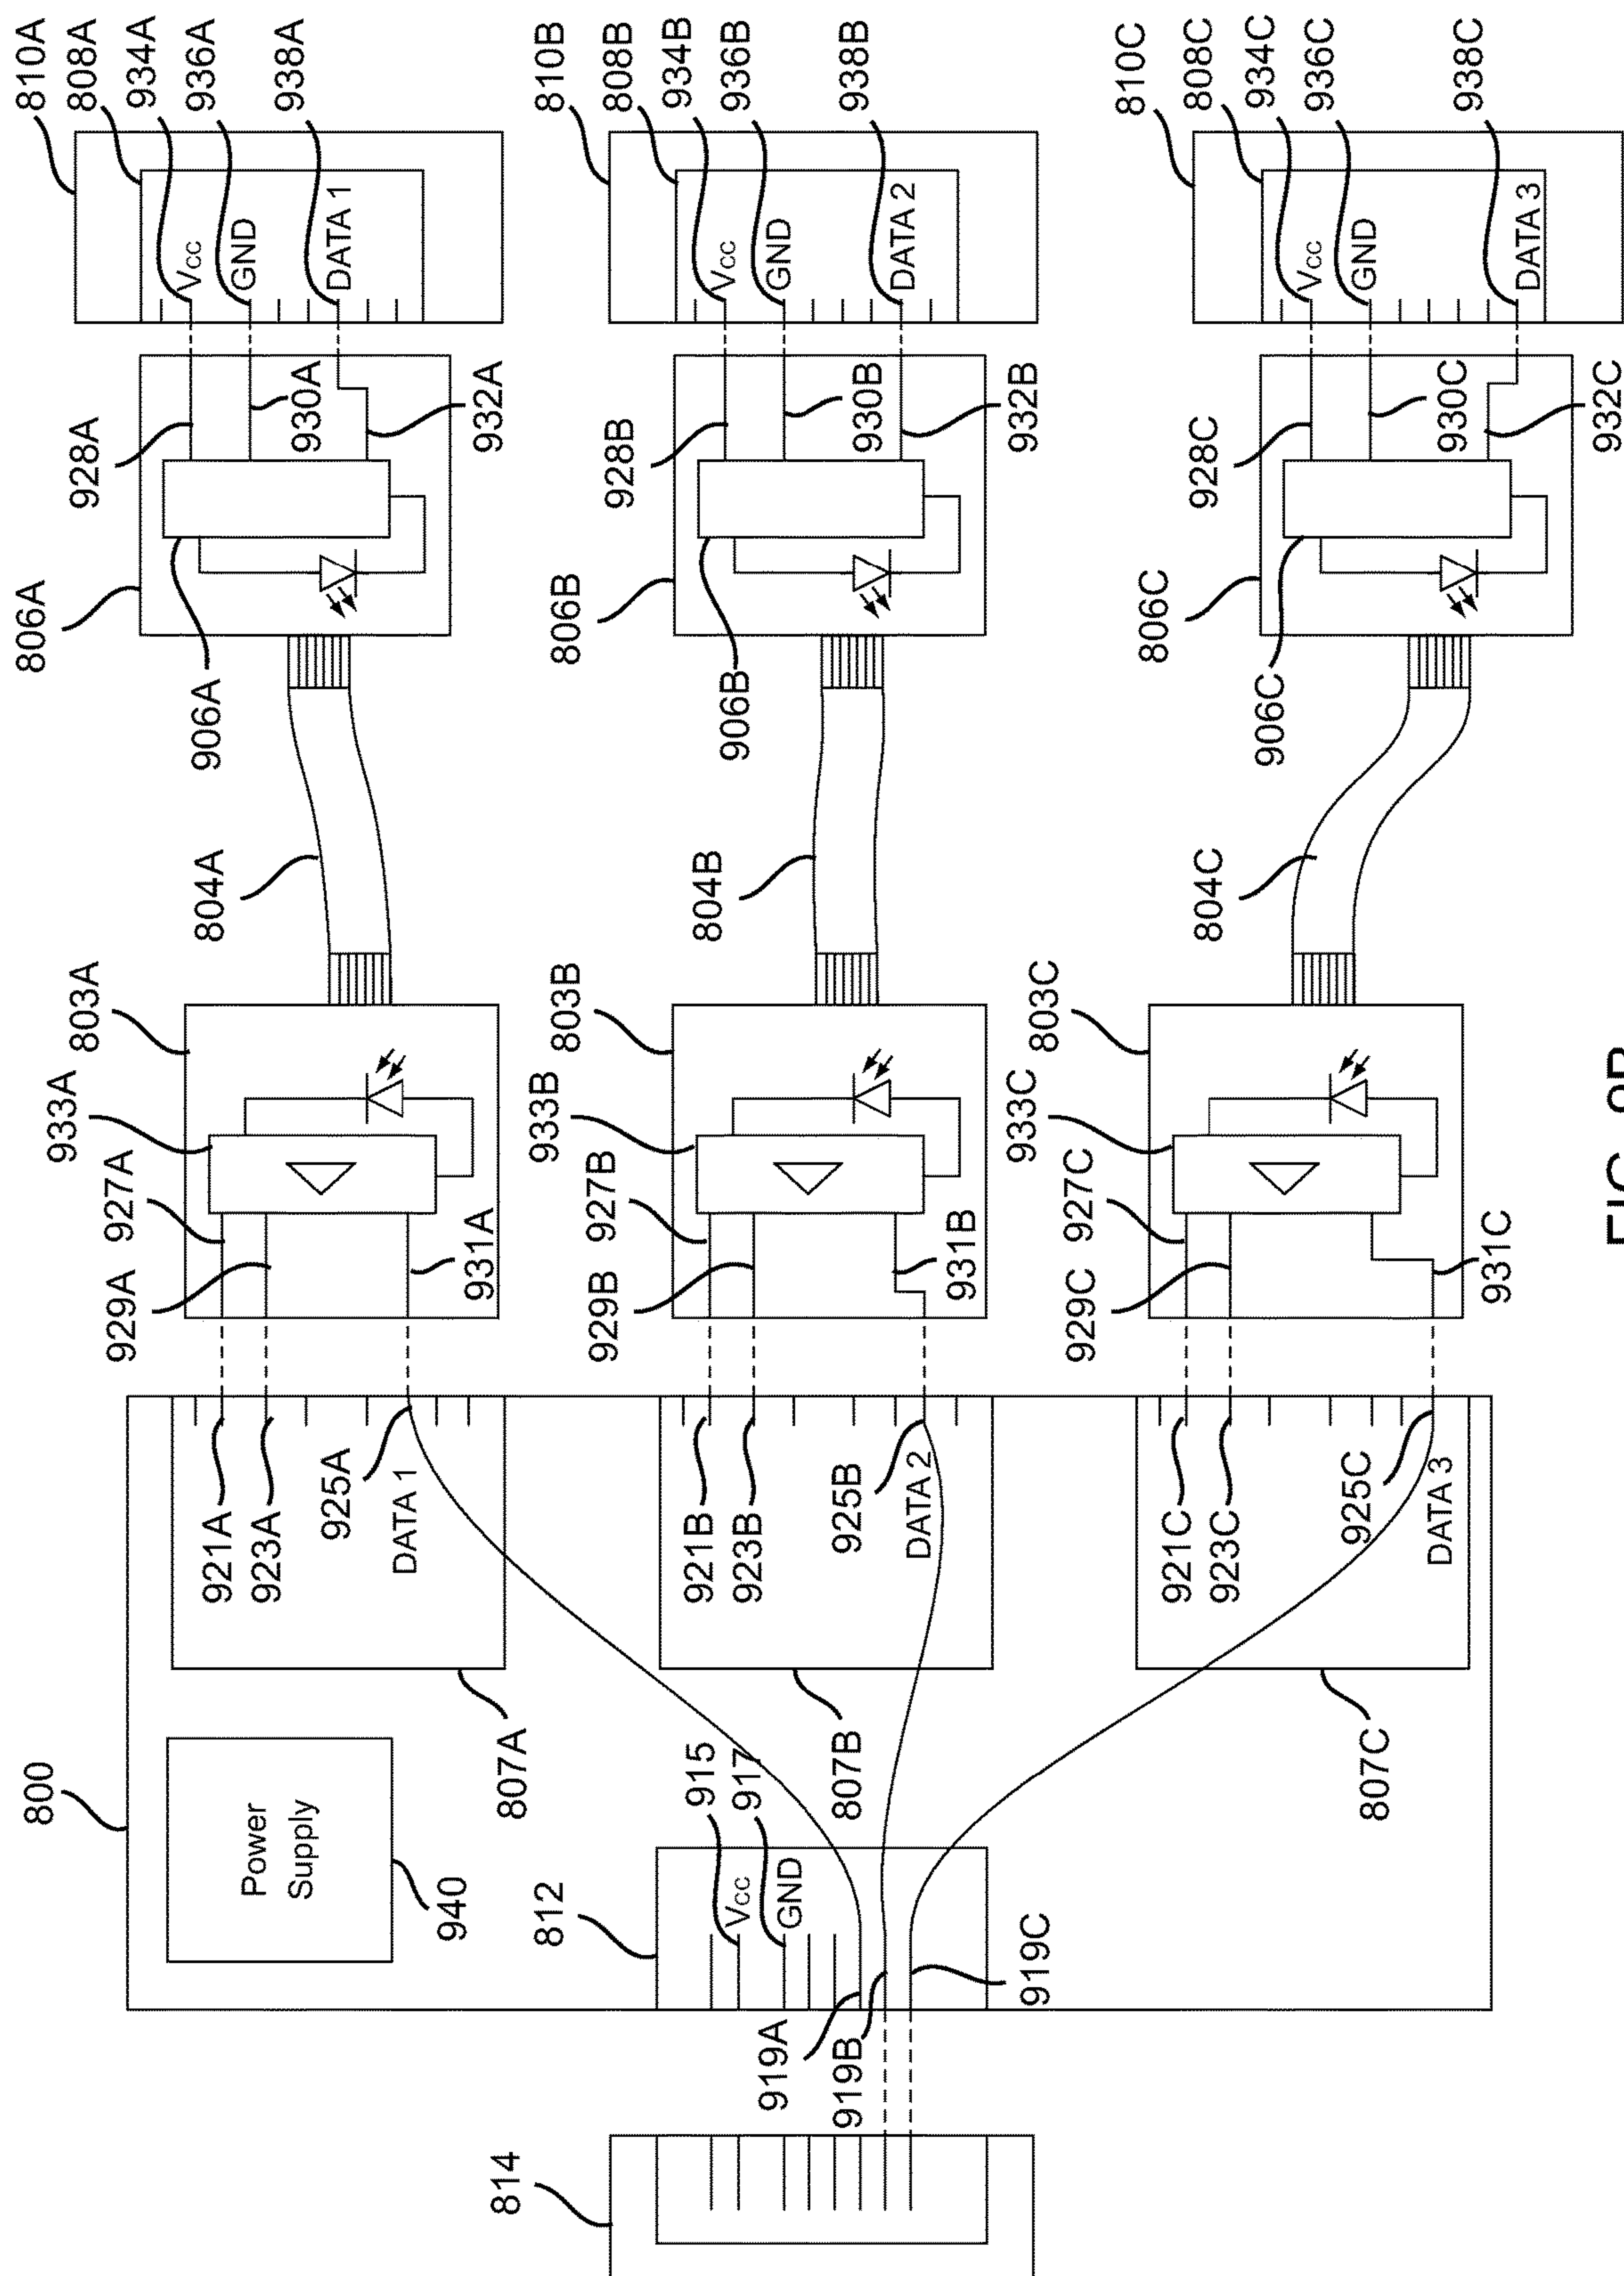 810A
808A
934A
936A
938A
Vcc
GND
DATA 1
810B
808B
934B
936B
938B
Vcc
GND
DATA 2
810C
808C
934C
936C
938C
Vcc
GND
DATA 3
806A
928A
930A
932A
906A
806B
928B
930B
932B
906B
806C
928C
930C
932C
906C
804A
804B
804C
803A
933A
927A
929A
931A
803B
933B
927B
929B
931B
803C
933C
927C
929C
931C
921A
923A
925A
DATA 1
807A
921B
923B
925B
DATA 2
807B
921C
923C
925C
DATA 3
807C
800
Power
Supply
940
812
915
917
Vcc
GND
919A
919B
919C
814